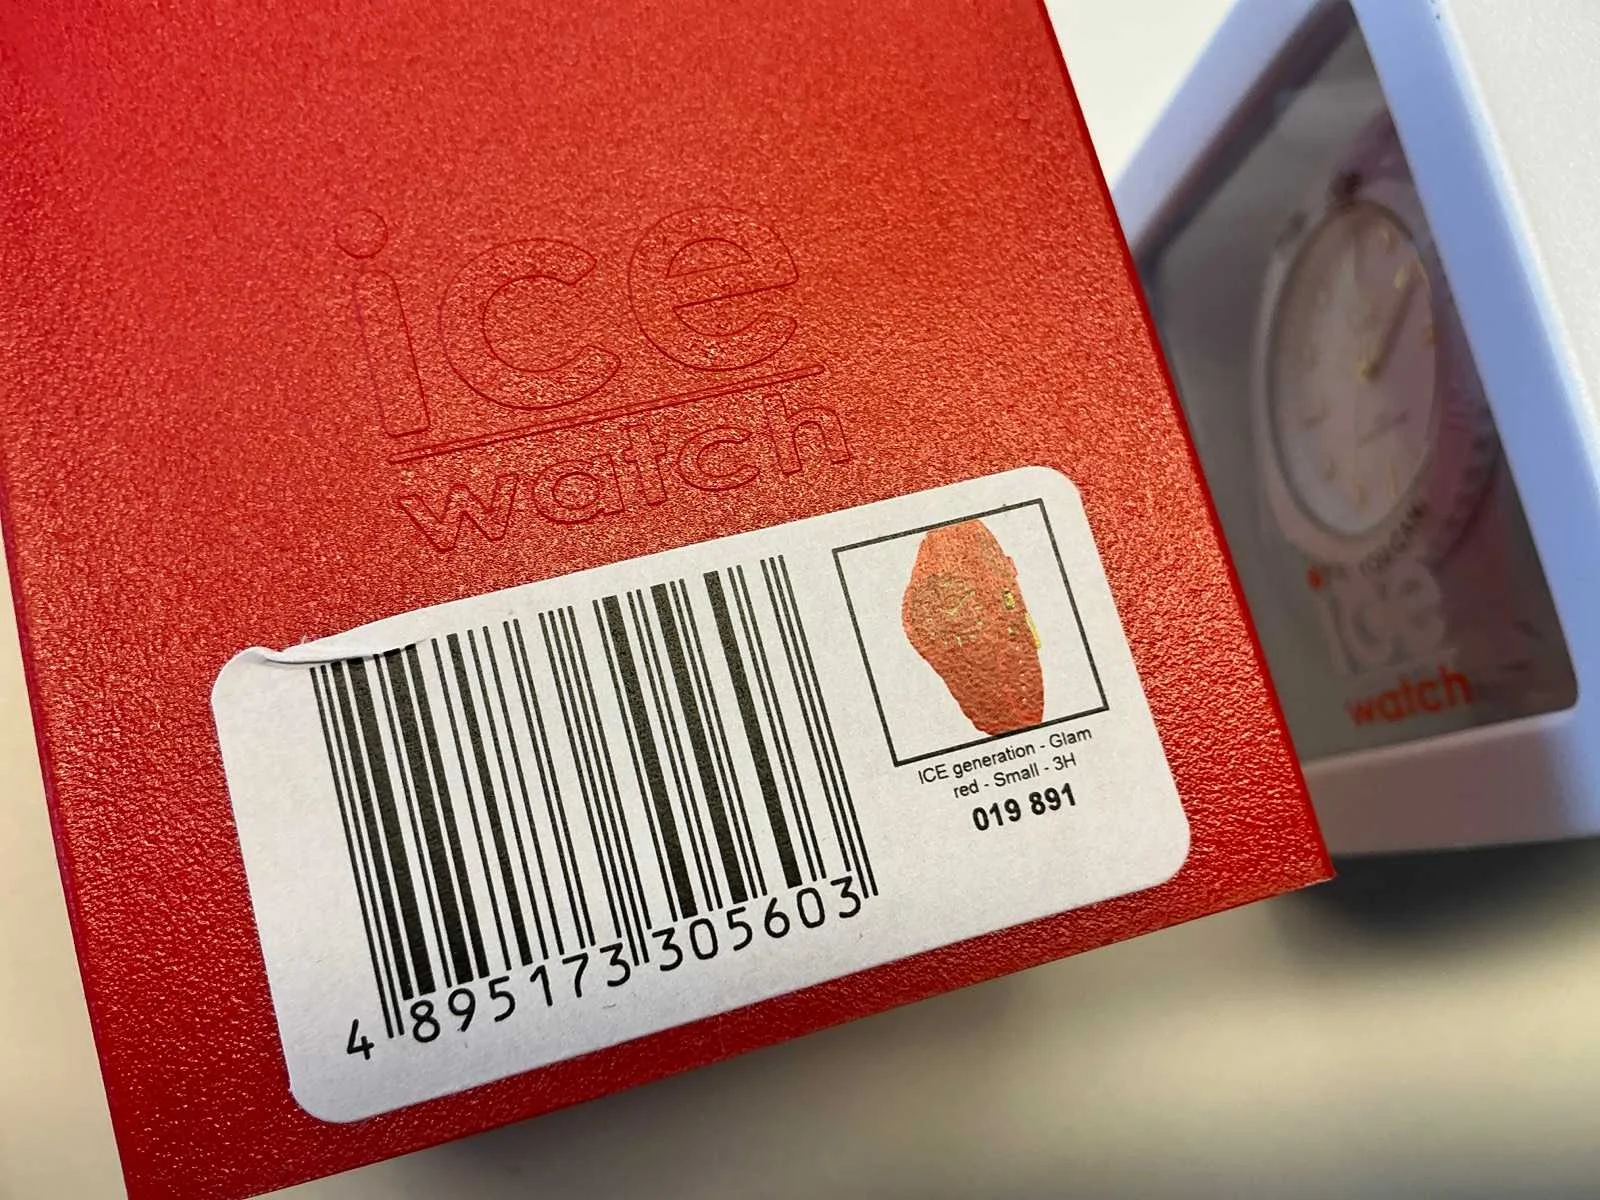 ice
watch
ICE generation - Glam
red - Small - 3H
019 891
4 895173 305603
ice
watch